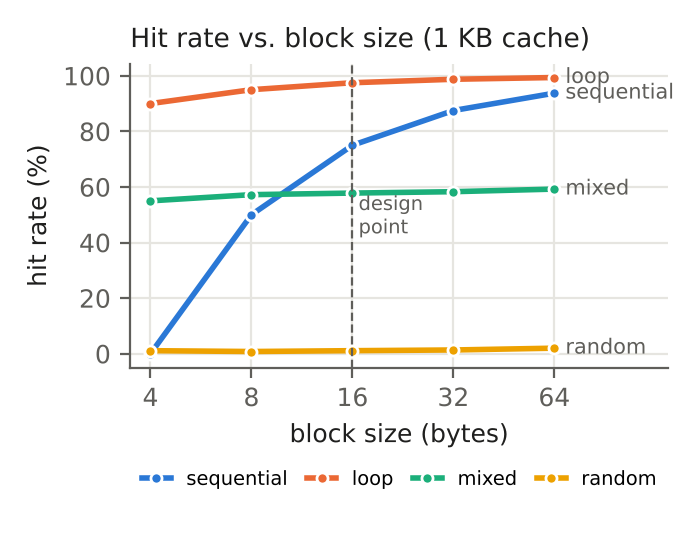 Hit rate vs. block size (1 KB cache)
hit rate (%)
100
80
60
40
20
0
loop
sequential
mixed
design
point
random
4 8 16 32 64
block size (bytes)
sequential loop mixed random